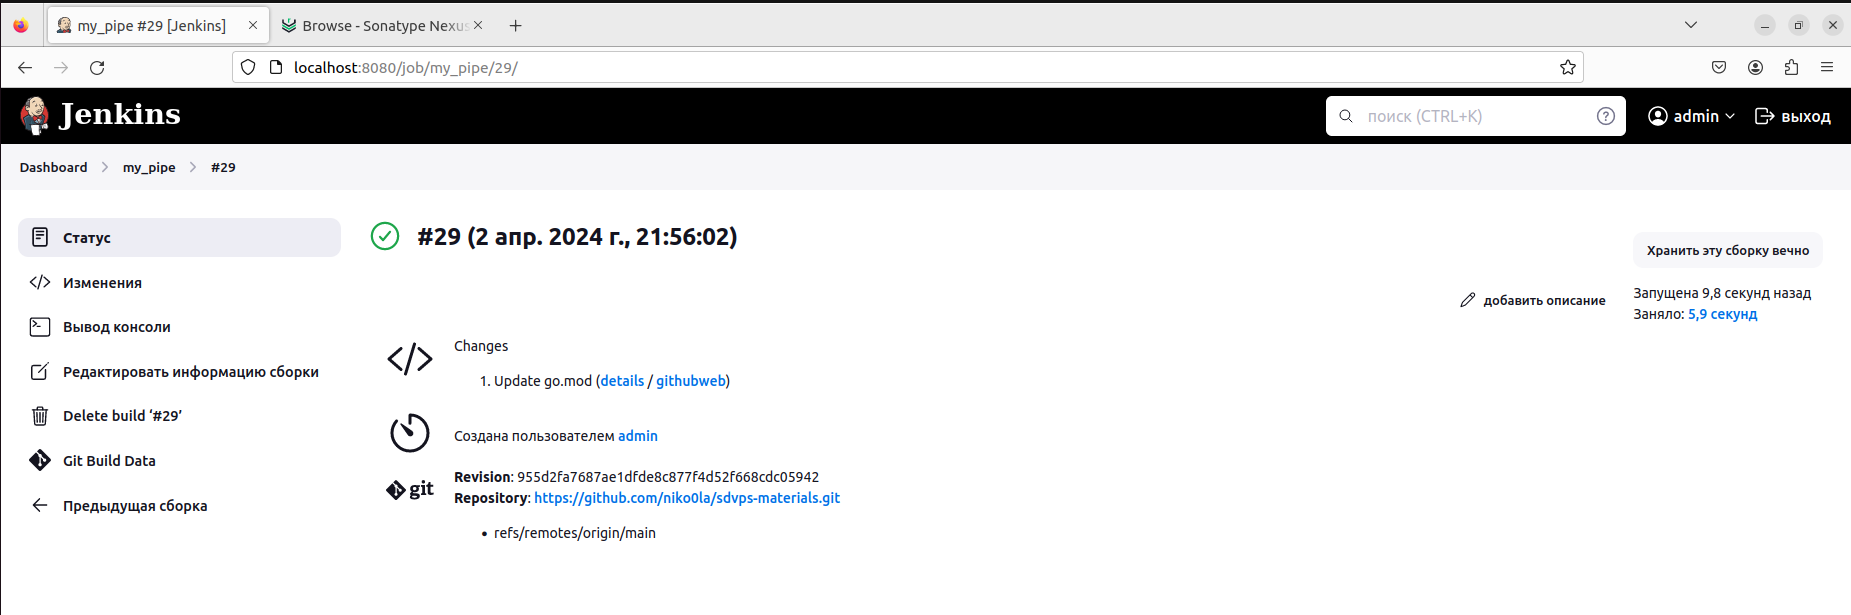 my_pipe #29 [Jenkins]
Browse - Sonatype Nexus
localhost:8080/job/my_pipe/29/
Jenkins
поиск (CTRL+K)
admin
выход
Dashboard
my_pipe
#29
Статус
Изменения
Вывод консоли
Редактировать информацию сборки
Delete build ‘#29’
Git Build Data
Предыдущая сборка
#29 (2 апр. 2024 г., 21:56:02)
Хранить эту сборку вечно
добавить описание
Запущена 9,8 секунд назад
Заняло: 5,9 секунд
Changes
1. Update go.mod (details / githubweb)
Создана пользователем admin
git
Revision: 955d2fa7687ae1dfde8c877f4d52f668cdc05942
Repository: https://github.com/niko0la/sdvps-materials.git
• refs/remotes/origin/main